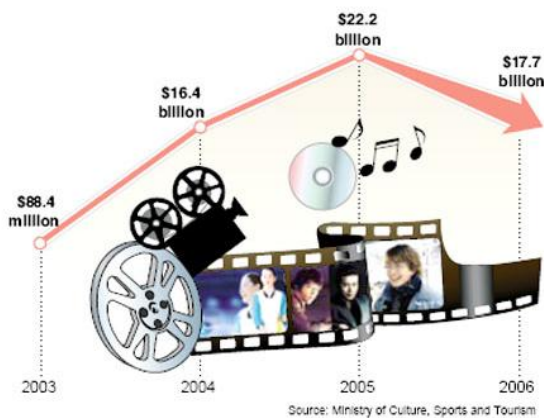 $22.2
billion
$16.4
billion
$17.7
billion
$88.4
million
2003
2004
2005
2006
Source: Ministry of Culture, Sports and Tourism